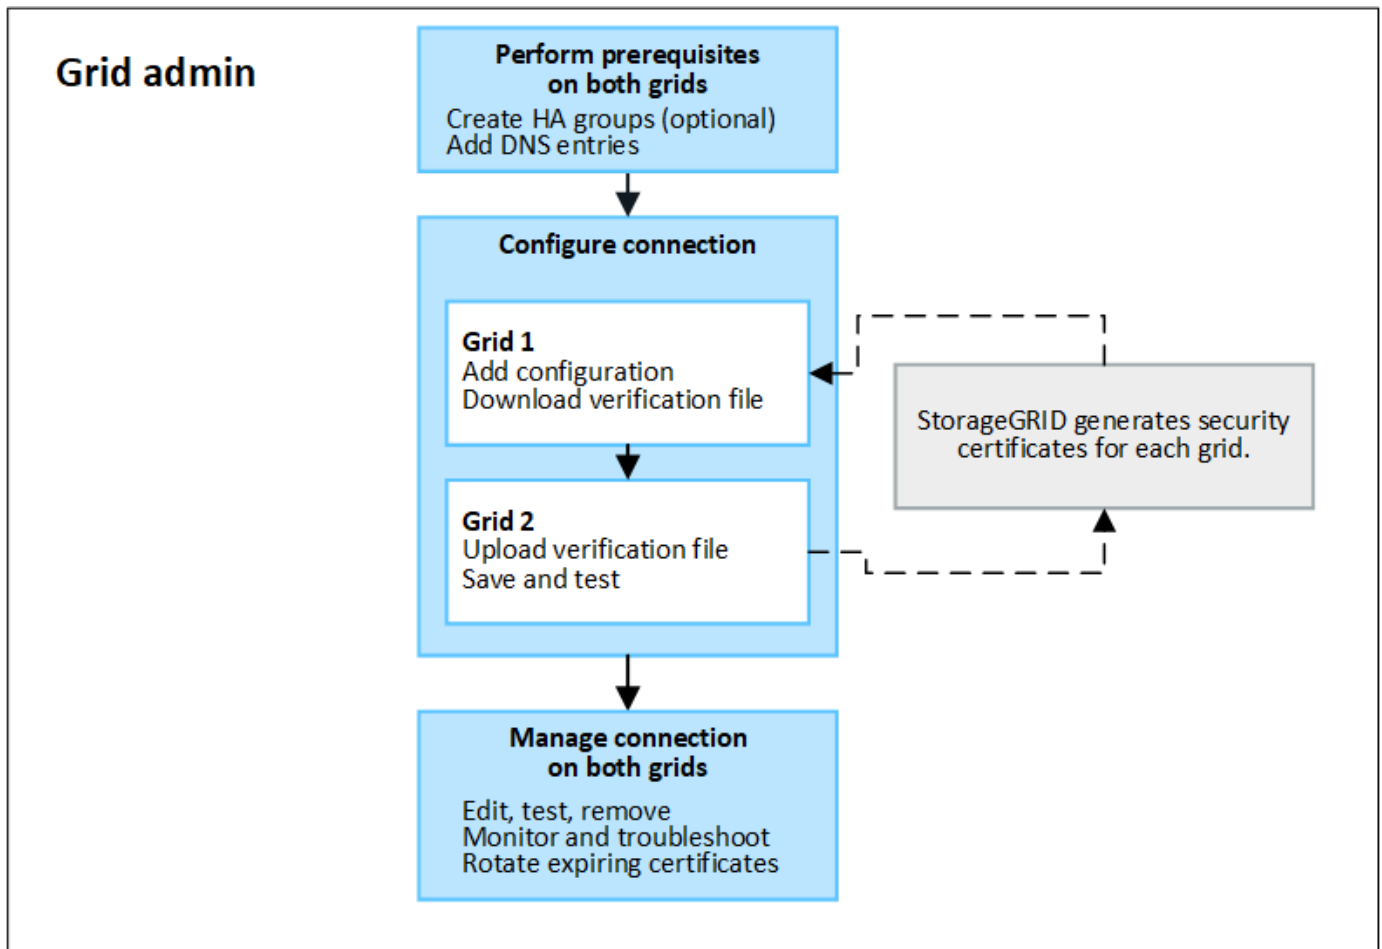 Grid admin
Perform prerequisites
on both grids
Create HA groups (optional)
Add DNS entries
Configure connection
Grid 1
Add configuration
Download verification file
StorageGRID generates security
certificates for each grid.
Grid 2
Upload verification file
Save and test
Manage connection
on both grids
Edit, test, remove
Monitor and troubleshoot
Rotate expiring certificates